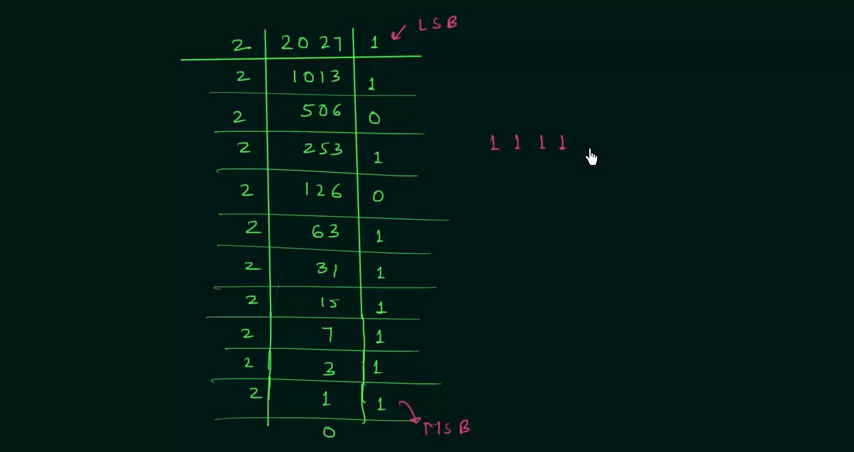 2 2027 1 LSB
2 1013 1
2 506 0
1 1 1 1
2 253 1
2 126 0
2 63 1
2 31 1
2 15 1
2 7 1
2 3 1
2 1 1 MSB
0